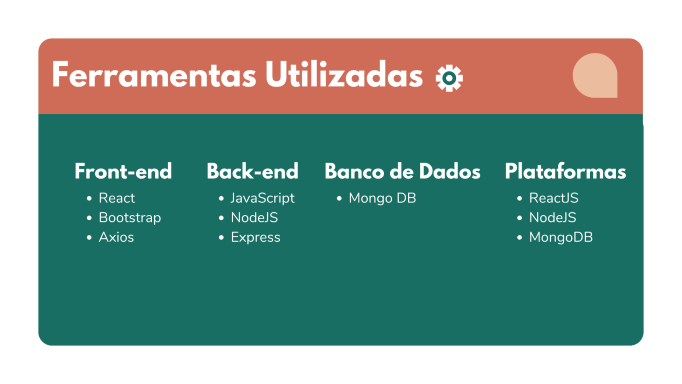 Ferramentas Utilizadas
Front-end
• React
• Bootstrap
• Axios
Back-end
• JavaScript
• NodeJS
• Express
Banco de Dados
• Mongo DB
Plataformas
• ReactJS
• NodeJS
• MongoDB